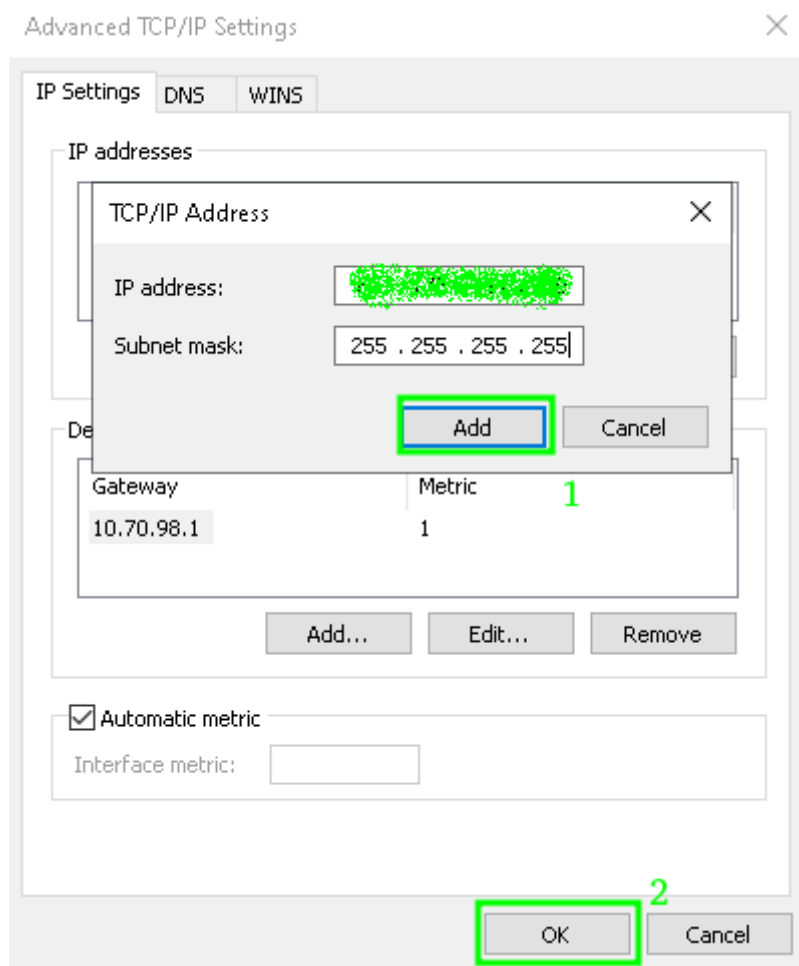 Advanced TCP/IP Settings
IP Settings DNS WINS
IP addresses
TCP/IP Address
IP address:
Subnet mask: 255 . 255 . 255 . 255
Add Cancel
De
1
Gateway Metric
10.70.98.1 1
Add... Edit... Remove
Automatic metric
Interface metric:
2
OK Cancel